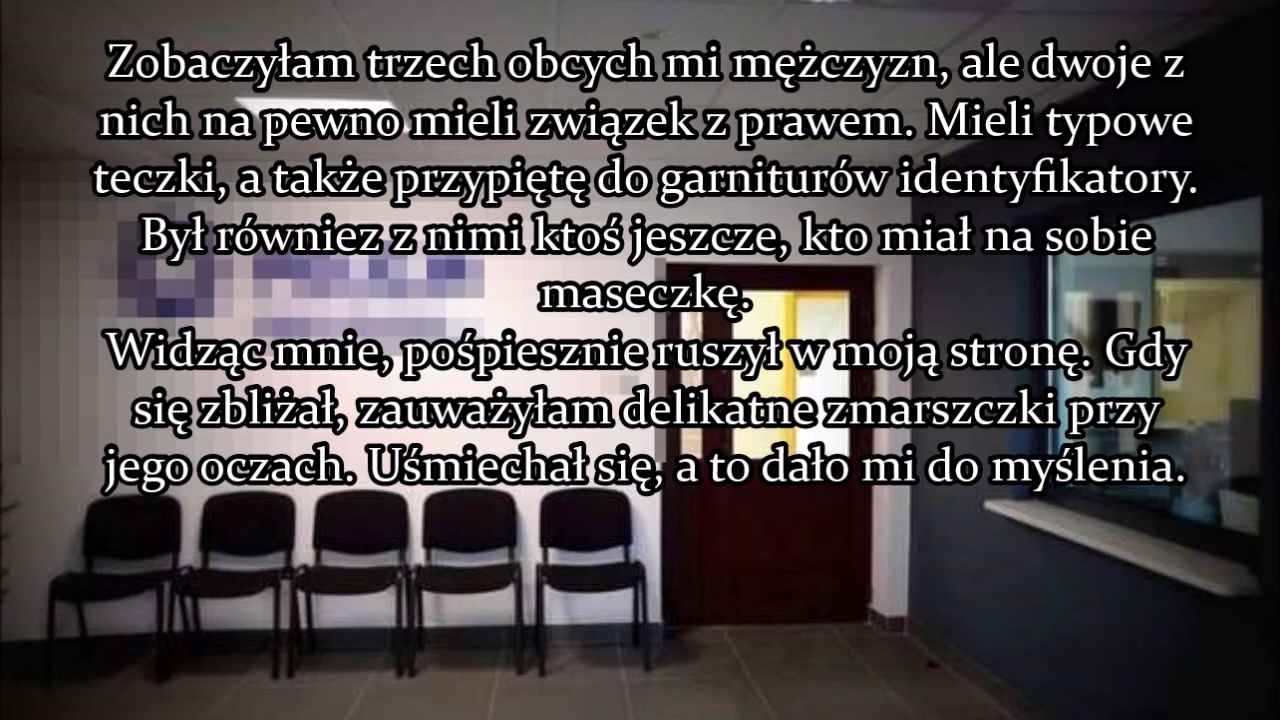 Zobaczyłam trzech obcych mi mężczyzn, ale dwoje z
nich na pewno mieli związek z prawem. Mieli typowe
teczki, a także przypiętę do garniturów identyfikatory.
Był równiez z nimi ktoś jeszcze, kto miał na sobie
maseczkę.
Widząc mnie, pośpiesznie ruszył w moją stronę. Gdy
się zbliżał, zauważyłam delikatne zmarszczki przy
jego oczach. Uśmiechał się, a to dało mi do myślenia.